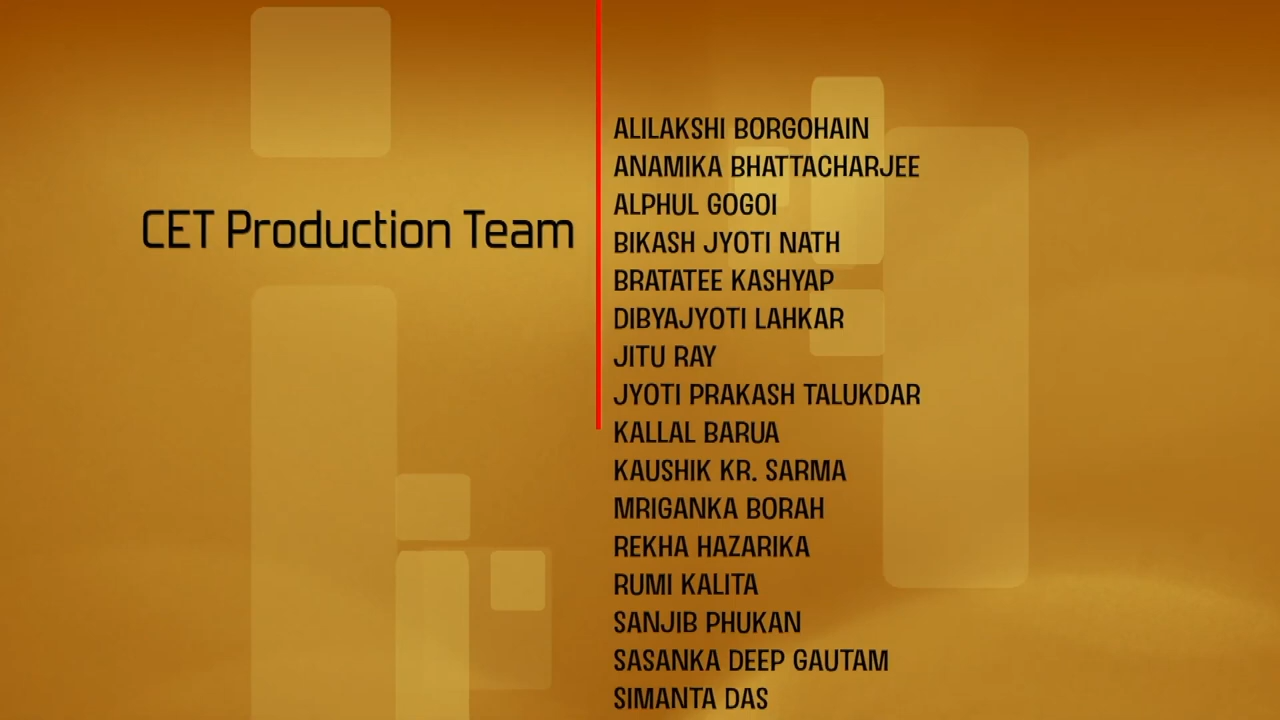 CET Production Team
ALILAKSHI BORGOHAIN
ANAMIKA BHATTACHARJEE
ALPHUL GOGOI
BIKASH JYOTI NATH
BRATATEE KASHYAP
DIBYAJYOTI LAHKAR
JITU RAY
JYOTI PRAKASH TALUKDAR
KALLAL BARUA
KAUSHIK KR. SARMA
MRIGANKA BORAH
REKHA HAZARIKA
RUMI KALITA
SANJIB PHUKAN
SASANKA DEEP GAUTAM
SIMANTA DAS